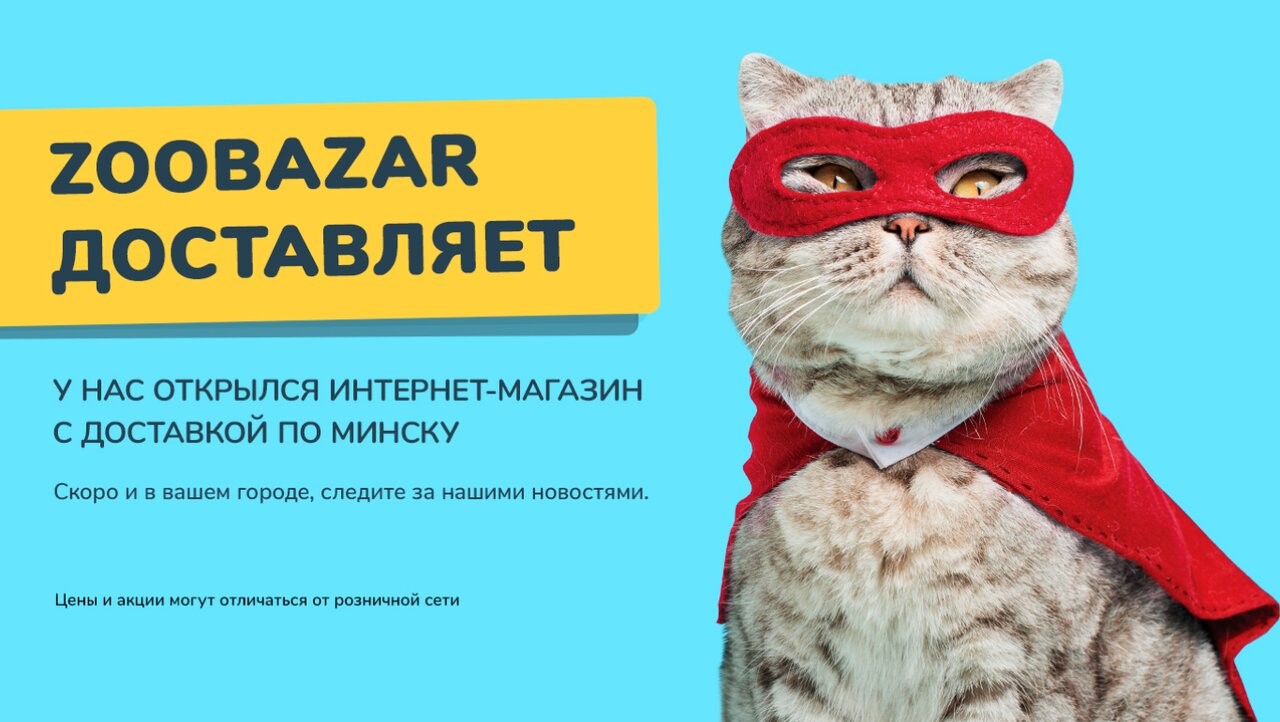 ZOOBAZAR
ДОСТАВЛЯЕТ
У НАС ОТКРЫЛСЯ ИНТЕРНЕТ-МАГАЗИН
С ДОСТАВКОЙ ПО МИНСКУ
Скоро и в вашем городе, следите за нашими новостями.
Цены и акции могут отличаться от розничной сети